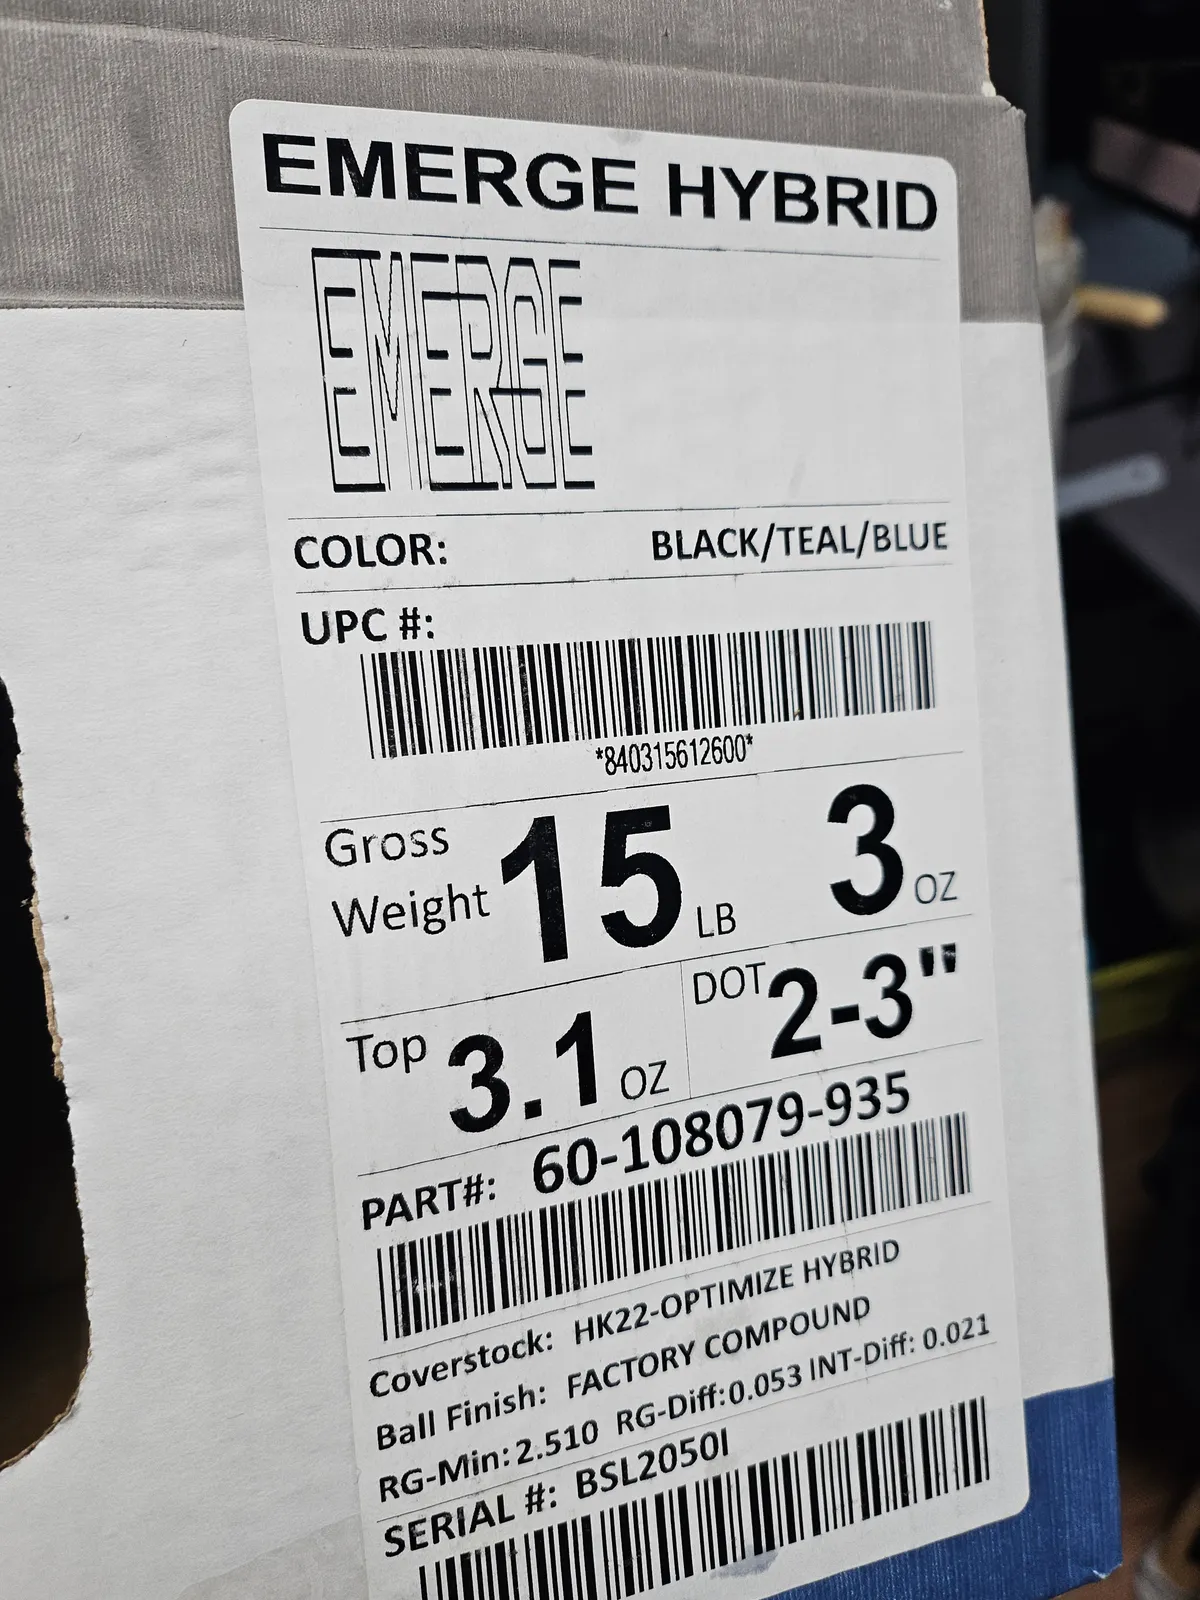 EMERGE HYBRID
EMERGE
COLOR: BLACK/TEAL/BLUE
UPC #:
*840315612600*
Gross Weight 15 LB 3 OZ
Top 3.1 OZ DOT 2-3"
PART#: 60-108079-935
Coverstock: HK22-OPTIMIZE HYBRID
Ball Finish: FACTORY COMPOUND
RG-Min: 2.510 RG-Diff: 0.053 INT-Diff: 0.021
SERIAL #: BSL2050I